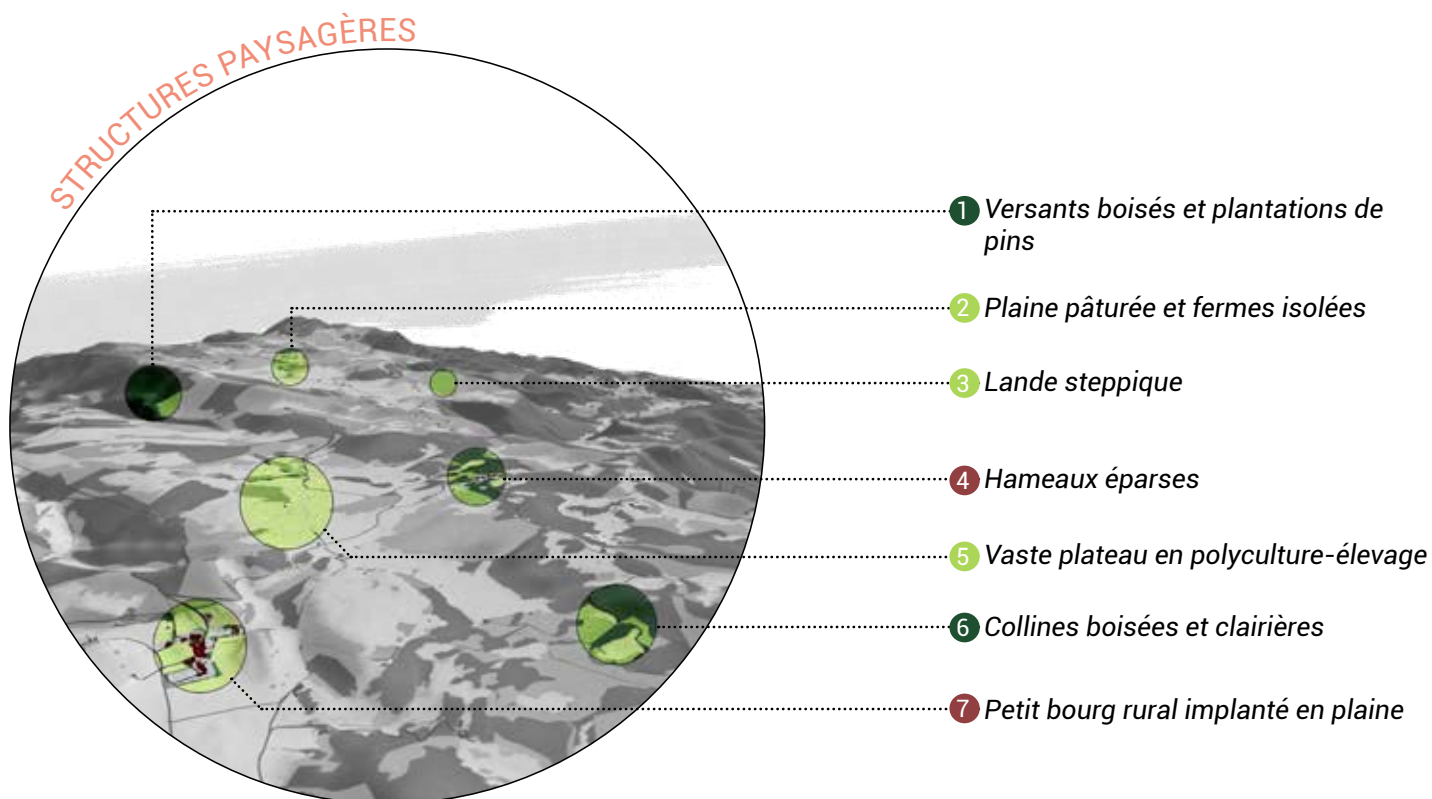 STRUCTURES PAYSAGÈRES
1 Versants boisés et plantations de
pins
2 Plaine pâturée et fermes isolées
3 Lande steppique
4 Hameaux éparses
5 Vaste plateau en polyculture-élevage
6 Collines boisées et clairières
7 Petit bourg rural implanté en plaine